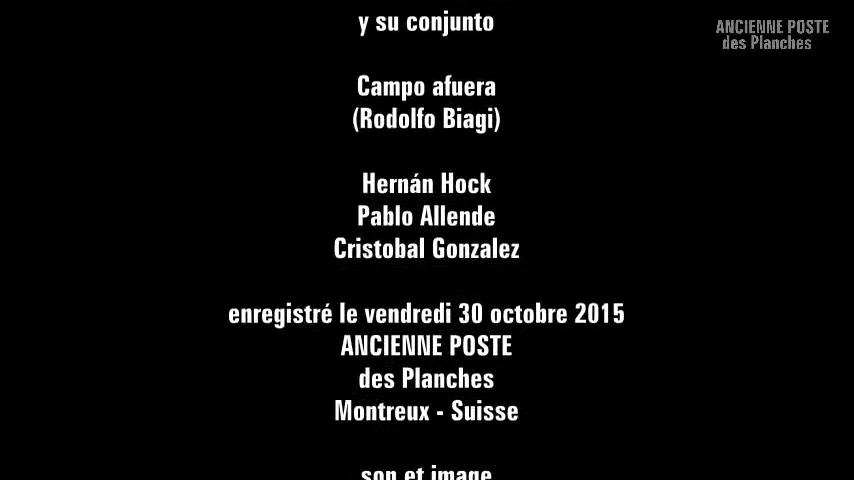 y su conjunto
ANCIENNE POSTE
des Planches
Campo afuera
(Rodolfo Biagi)
Hernán Hock
Pablo Allende
Cristobal Gonzalez
enregistré le vendredi 30 octobre 2015
ANCIENNE POSTE
des Planches
Montreux - Suisse
son et image